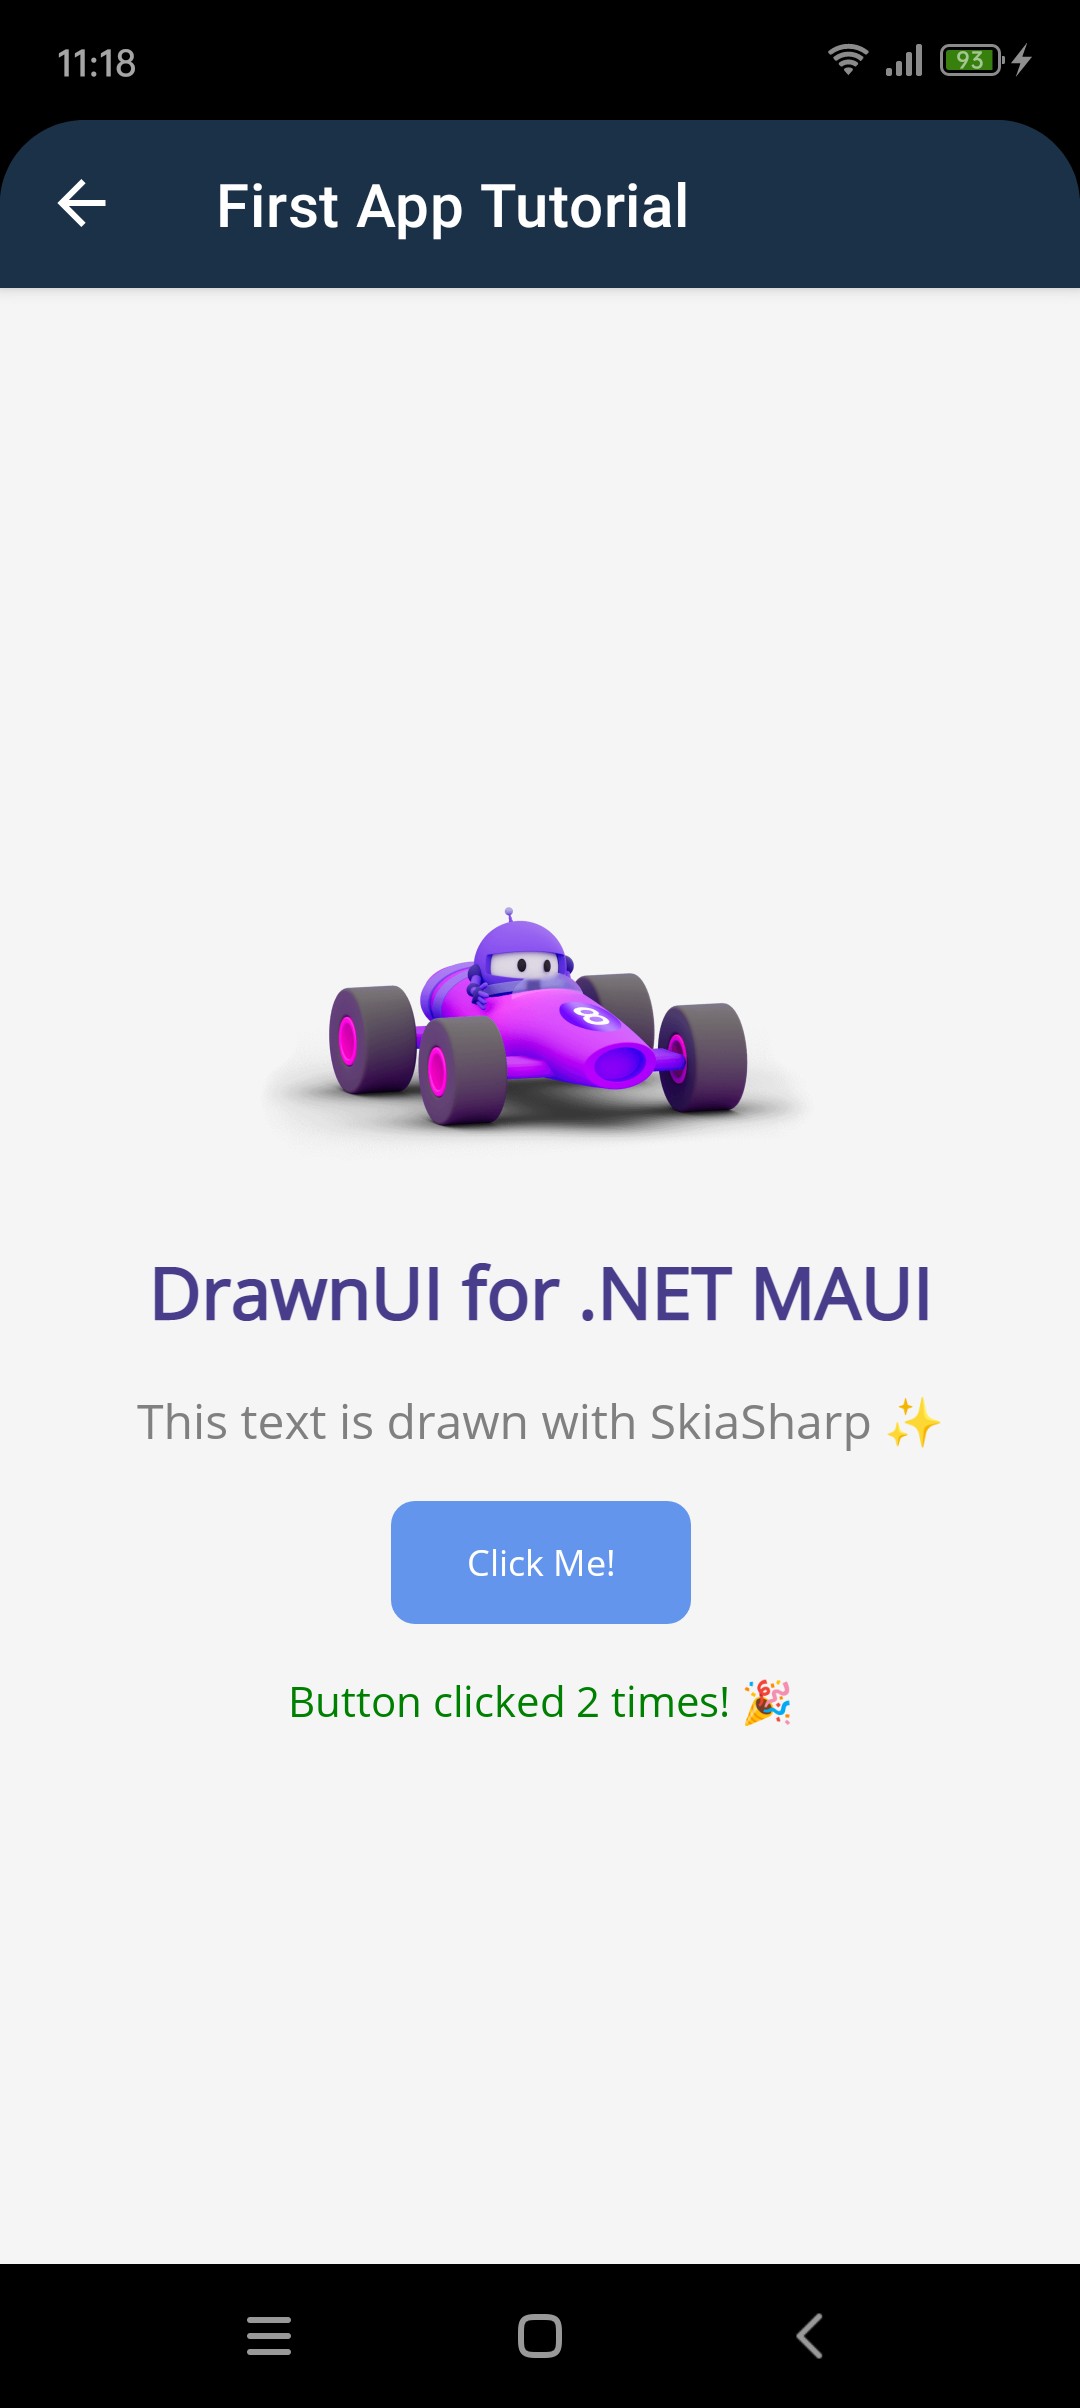 11:18
93
First App Tutorial
8
DrawnUI for .NET MAUI
This text is drawn with SkiaSharp ✨
Click Me!
Button clicked 2 times! 🎉